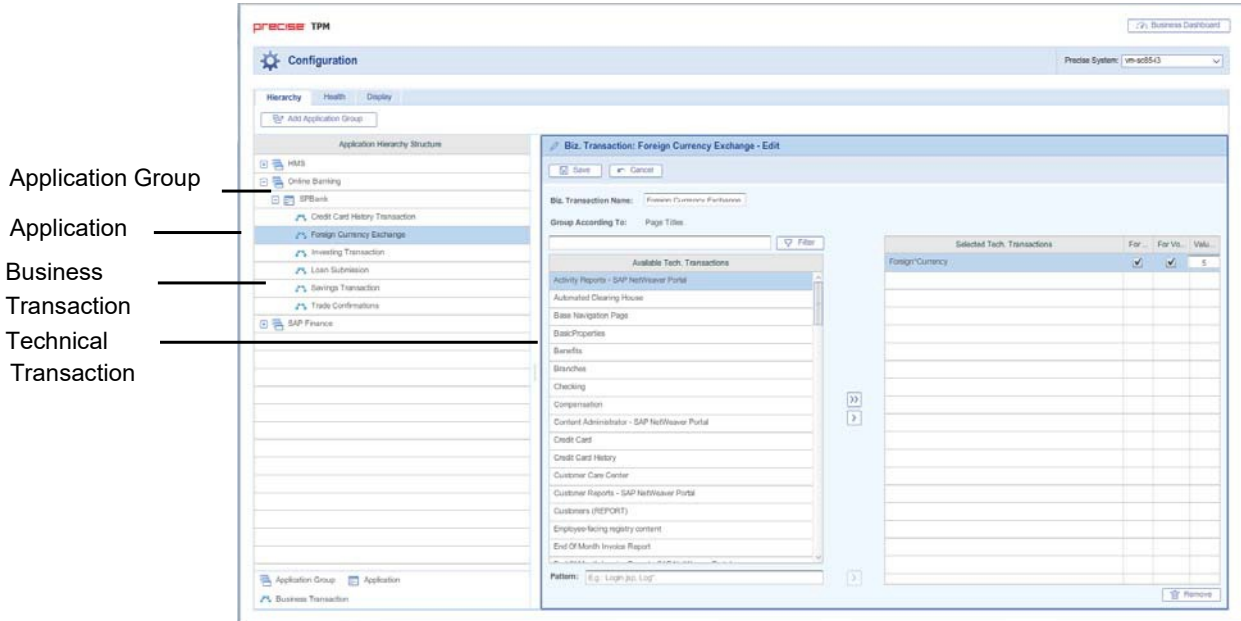 precise TPM
Business Dashboard
Configuration
Precise System: vm-sc85-i3
Hierarchy Health Display
Add Application Group
Application Hierarchy Structure
HMS
Online Banking
SPBank
Credit Card History Transaction
Foreign Currency Exchange
Investing Transaction
Loan Submission
Savings Transaction
Trade Confirmations
SAP Finance
Application Group Application
Business Transaction
Application Group
Application
Business
Transaction
Technical
Transaction
Biz. Transaction: Foreign Currency Exchange - Edit
Save Cancel
Biz. Transaction Name: Foreign Currency Exchange
Group According To: Page Titles
Filter
Available Tech. Transactions
Activity Reports - SAP NetWeaver Portal
Automated Clearing House
Base Navigation Page
BasicProperties
Benefits
Branches
Checking
Compensation
Content Administrator - SAP NetWeaver Portal
Credit Card
Credit Card History
Customer Care Center
Customer Reports - SAP NetWeaver Portal
Customers (REPORT)
Employee-facing registry content
End Of Month Invoice Report
Pattern: E.g.: Login.jsp, Log*.
>>
>
>
Selected Tech. Transactions For ... For Vo... Valu...
Foreign*Currency 5
Remove